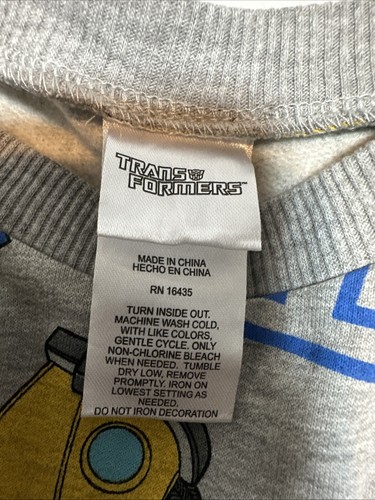 TRANS
FORMERS™
MADE IN CHINA
HECHO EN CHINA
RN 16435
TURN INSIDE OUT.
MACHINE WASH COLD,
WITH LIKE COLORS,
GENTLE CYCLE. ONLY
NON-CHLORINE BLEACH
WHEN NEEDED. TUMBLE
DRY LOW, REMOVE
PROMPTLY. IRON ON
LOWEST SETTING AS
NEEDED.
DO NOT IRON DECORATION